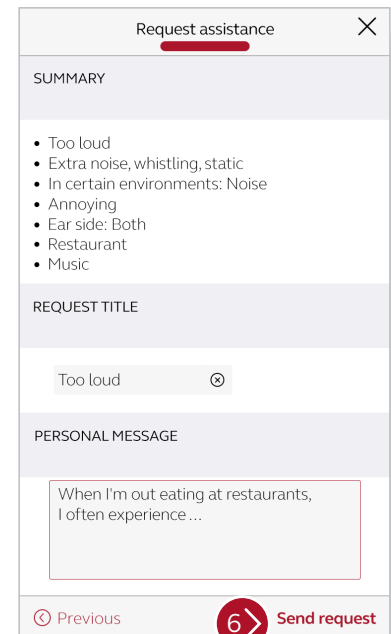 Request assistance
SUMMARY
• Too loud
• Extra noise, whistling, static
• In certain environments: Noise
• Annoying
• Ear side: Both
• Restaurant
• Music
REQUEST TITLE
Too loud
PERSONAL MESSAGE
When I'm out eating at restaurants,
I often experience ...
Previous 6 Send request